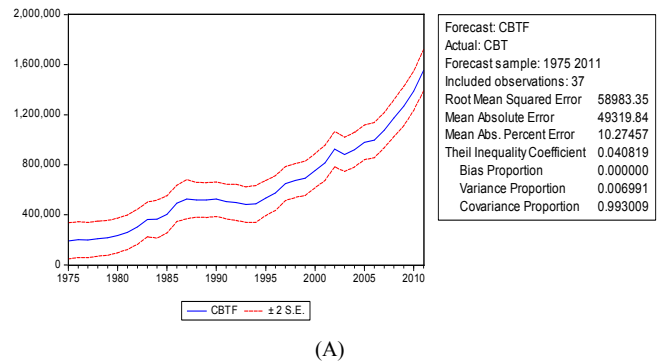 2,000,000
1,600,000
1,200,000
800,000
400,000
0
1975 1980 1985 1990 1995 2000 2005 2010
CBTF ± 2 S.E.
Forecast: CBTF
Actual: CBT
Forecast sample: 1975 2011
Included observations: 37
Root Mean Squared Error 58983.35
Mean Absolute Error 49319.84
Mean Abs. Percent Error 10.27457
Theil Inequality Coefficient 0.040819
Bias Proportion 0.000000
Variance Proportion 0.006991
Covariance Proportion 0.993009
(A)